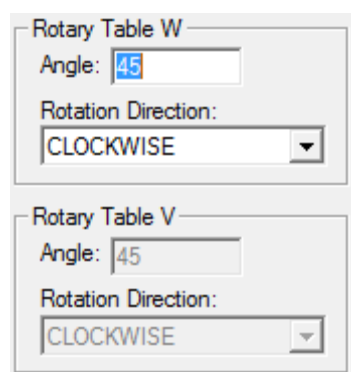 Rotary Table W
Angle: 45
Rotation Direction:
CLOCKWISE
Rotary Table V
Angle: 45
Rotation Direction:
CLOCKWISE